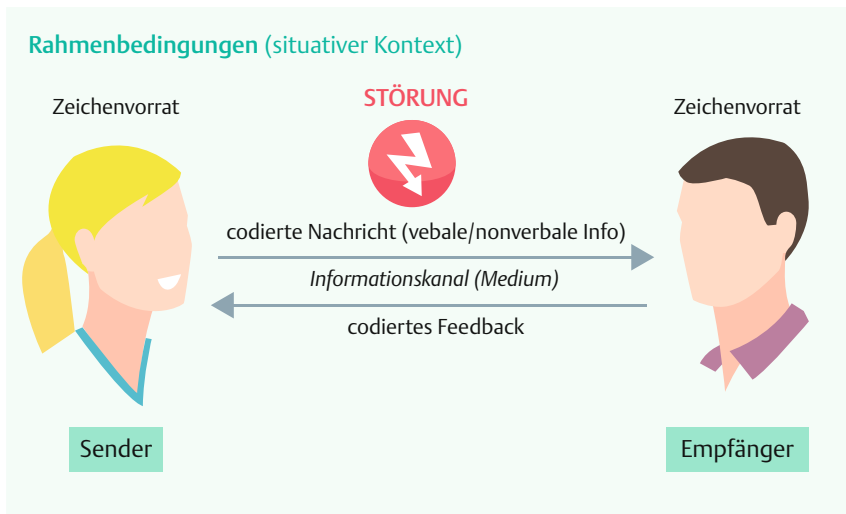 Rahmenbedingungen (situativer Kontext)
STÖRUNG
Zeichenvorrat
Zeichenvorrat
codierte Nachricht (vebale/nonverbale Info)
Informationskanal (Medium)
codiertes Feedback
Sender
Empfänger